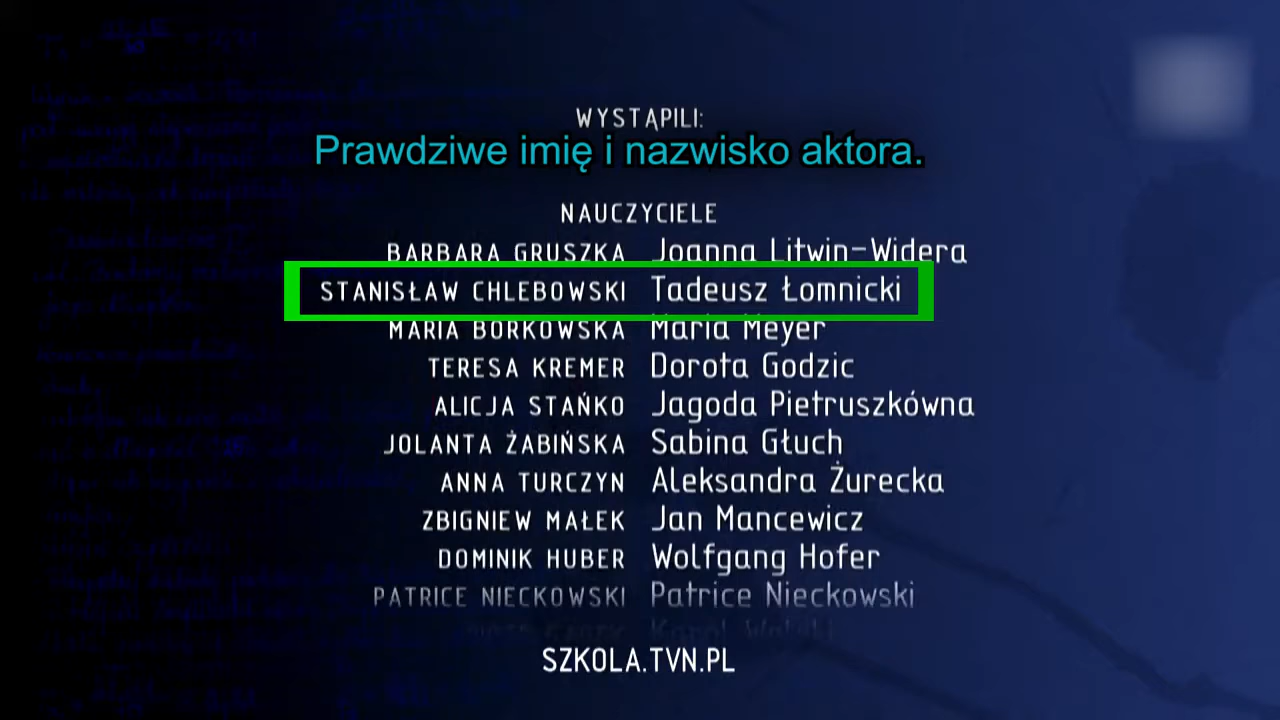 WYSTĄPILI:
Prawdziwe imię i nazwisko aktora.
NAUCZYCIELE
BARBARA GRUSZKA Joanna Litwin-Widera
STANISŁAW CHLEBOWSKI Tadeusz Łomnicki
MARIA BORKOWSKA Maria Meyer
TERESA KREMER Dorota Godzic
ALICJA STAŃKO Jagoda Pietruszkówna
JOLANTA ŻABIŃSKA Sabina Głuch
ANNA TURCZYN Aleksandra Żurecka
ZBIGNIEW MAŁEK Jan Mancewicz
DOMINIK HUBER Wolfgang Hofer
PATRICE NIECKOWSKI Patrice Nieckowski
Karol
SZKOLA.TVN.PL